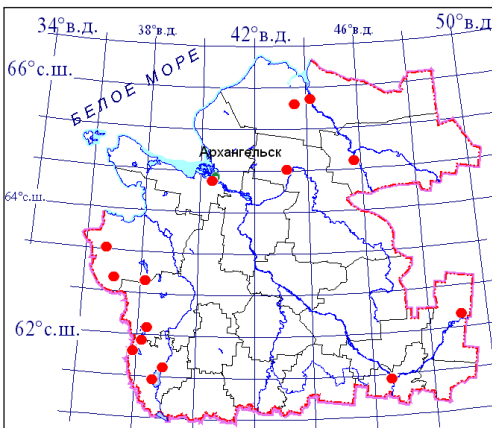 34°в.д.
38°в.д.
42°в.д.
46°в.д.
50°в.д
66°с.ш.
БЕЛОЕ МОРЕ
Архангельск
64°с.ш.
62°с.ш.